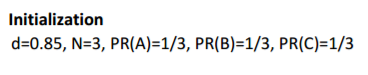 Initialization
d=0.85, N=3, PR(A)=1/3, PR(B)=1/3, PR(C)=1/3